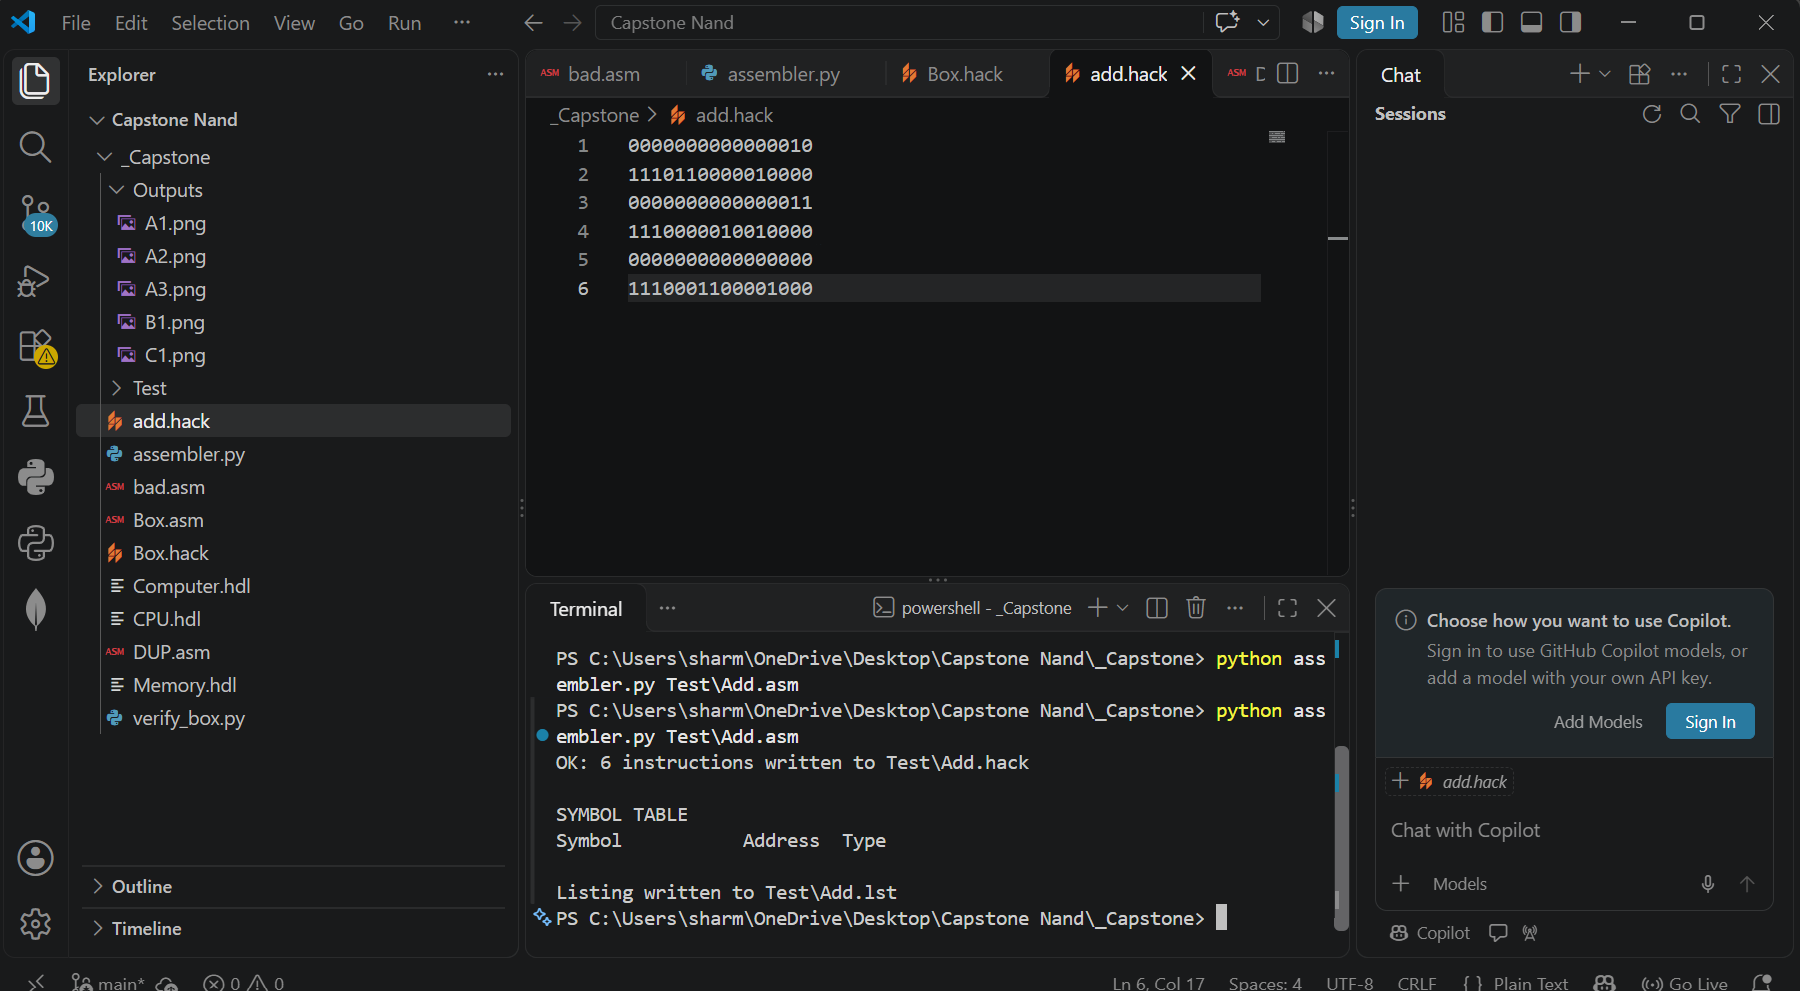 File Edit Selection View Go Run ··· Capstone Nand Sign In
Explorer ···
Capstone Nand
_Capstone
Outputs
A1.png
A2.png
A3.png
B1.png
C1.png
Test
add.hack
assembler.py
ASM bad.asm
ASM Box.asm
Box.hack
Computer.hdl
CPU.hdl
ASM DUP.asm
Memory.hdl
verify_box.py
Outline
Timeline
10K
ASM bad.asm assembler.py Box.hack add.hack ASM ···
_Capstone > add.hack
1 0000000000000010
2 1110110000010000
3 0000000000000011
4 1110000010010000
5 0000000000000000
6 1110001100001000
Terminal ··· powershell - _Capstone ···
PS C:\Users\sharm\OneDrive\Desktop\Capstone Nand\_Capstone> python ass
embler.py Test\Add.asm
PS C:\Users\sharm\OneDrive\Desktop\Capstone Nand\_Capstone> python ass
embler.py Test\Add.asm
OK: 6 instructions written to Test\Add.hack
SYMBOL TABLE
Symbol Address Type
Listing written to Test\Add.lst
PS C:\Users\sharm\OneDrive\Desktop\Capstone Nand\_Capstone>
Chat ···
Sessions
Choose how you want to use Copilot.
Sign in to use GitHub Copilot models, or
add a model with your own API key.
Add Models Sign In
add.hack
Chat with Copilot
Models
Copilot
main* 0 0 Ln 6, Col 17 Spaces: 4 UTF-8 CRLF { } Plain Text Go Live